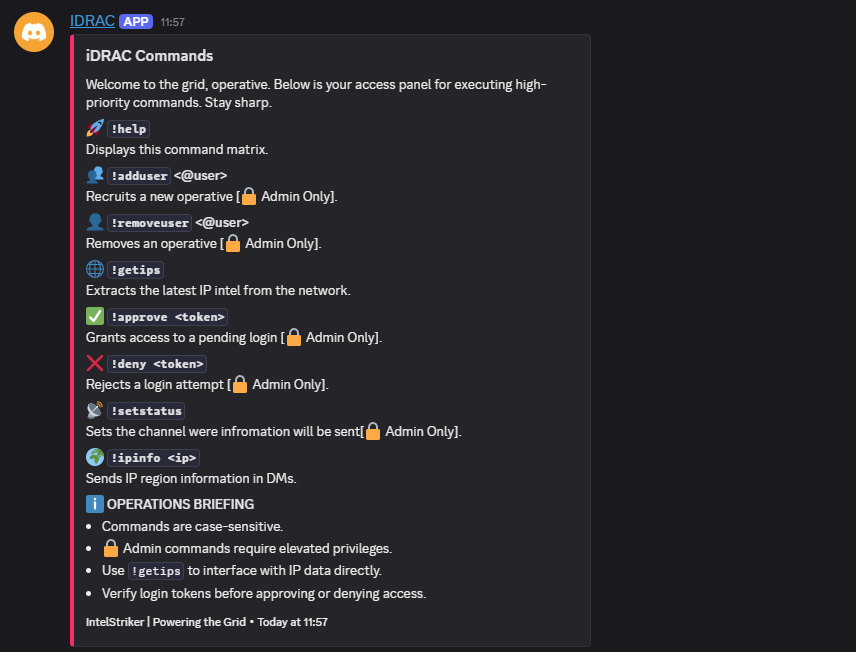 IDRAC APP 11:57
iDRAC Commands
Welcome to the grid, operative. Below is your access panel for executing high-
priority commands. Stay sharp.
!help
Displays this command matrix.
!adduser <@user>
Recruits a new operative [🔒 Admin Only].
!removeuser <@user>
Removes an operative [🔒 Admin Only].
!getips
Extracts the latest IP intel from the network.
!approve <token>
Grants access to a pending login [🔒 Admin Only].
!deny <token>
Rejects a login attempt [🔒 Admin Only].
!setstatus
Sets the channel were infromation will be sent[🔒 Admin Only].
!ipinfo <ip>
Sends IP region information in DMs.
OPERATIONS BRIEFING
• Commands are case-sensitive.
• 🔒 Admin commands require elevated privileges.
• Use !getips to interface with IP data directly.
• Verify login tokens before approving or denying access.
IntelStriker | Powering the Grid • Today at 11:57